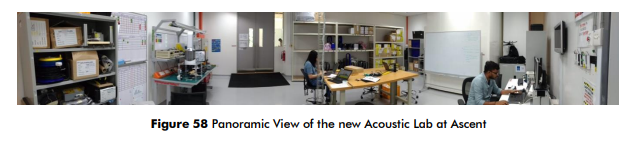 Figure 58 Panoramic View of the new Acoustic Lab at Ascent